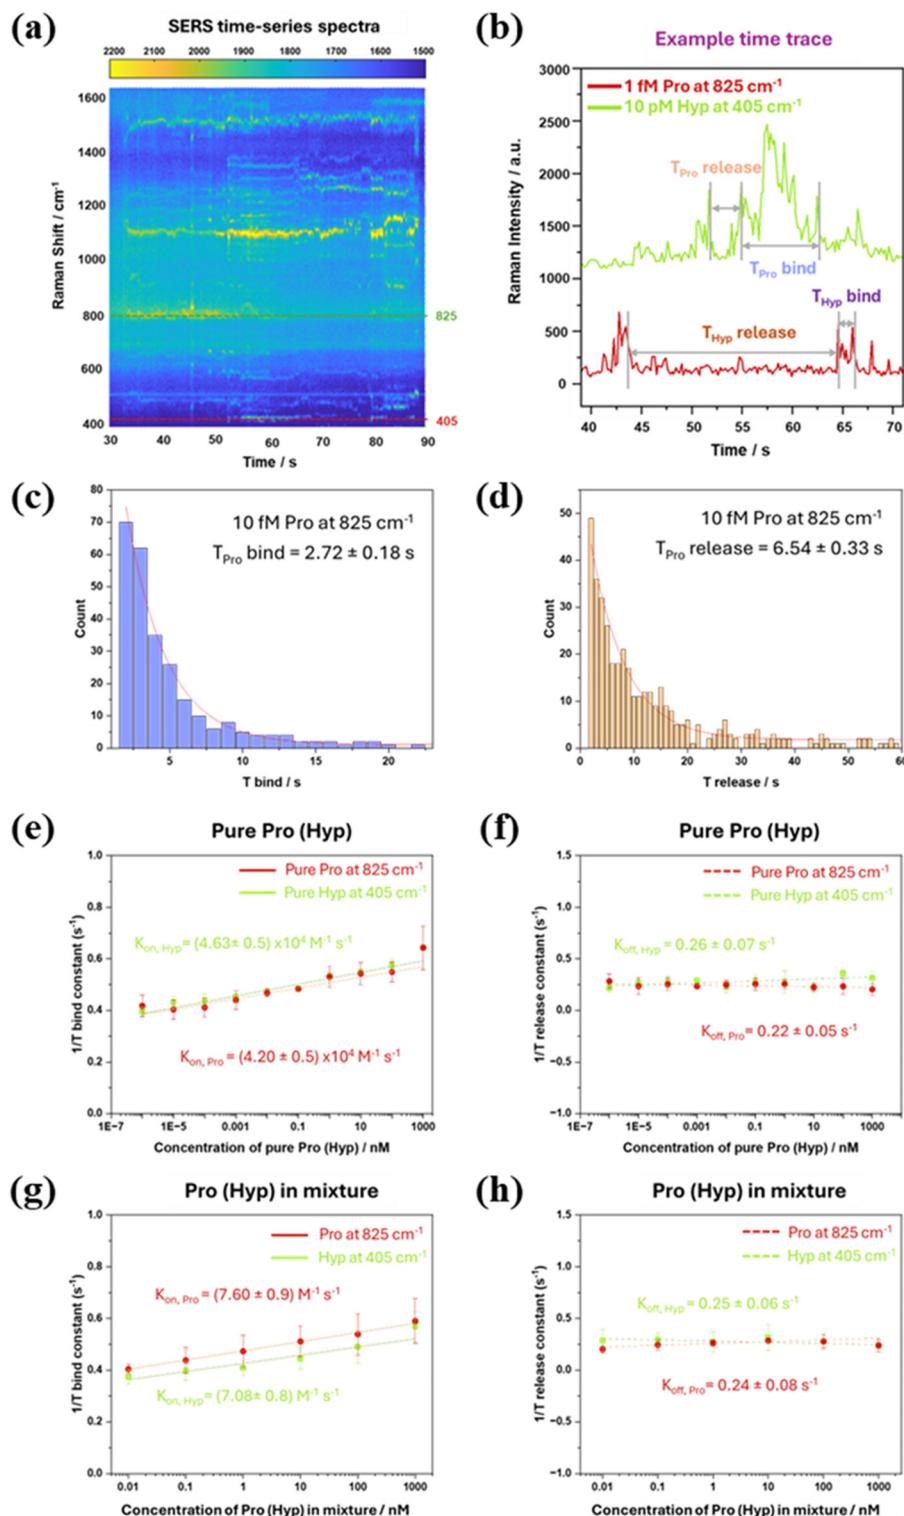 (a)
SERS time-series spectra
2200 2100 2000 1900 1800 1700 1600 1500
Raman Shift / cm⁻¹
1600
1400
1200
1000
800
600
400
825
405
30 40 50 60 70 80 90
Time / s
(b)
Example time trace
Raman Intensity / a.u.
3000
2500
2000
1500
1000
500
0
1 fM Pro at 825 cm⁻¹
10 pM Hyp at 405 cm⁻¹
TPro release
TPro bind
THyp bind
THyp release
40 45 50 55 60 65 70
Time / s
(c)
Count
80
70
60
50
40
30
20
10
0
10 fM Pro at 825 cm⁻¹
TPro bind = 2.72 ± 0.18 s
5 10 15 20
T bind / s
(d)
Count
50
40
30
20
10
0
10 fM Pro at 825 cm⁻¹
TPro release = 6.54 ± 0.33 s
0 10 20 30 40 50 60
T release / s
(e)
Pure Pro (Hyp)
1/T bind constant (s⁻¹)
1.0
0.8
0.6
0.4
0.2
0.0
Pure Pro at 825 cm⁻¹
Pure Hyp at 405 cm⁻¹
Kon, Hyp = (4.63± 0.5) x10⁴ M⁻¹ s⁻¹
Kon, Pro = (4.20 ± 0.5) x10⁴ M⁻¹ s⁻¹
1E-7 1E-5 0.001 0.1 10 1000
Concentration of pure Pro (Hyp) / nM
(f)
Pure Pro (Hyp)
1/T release constant (s⁻¹)
1.5
1.0
0.5
0.0
−0.5
−1.0
Pure Pro at 825 cm⁻¹
Pure Hyp at 405 cm⁻¹
Koff, Hyp = 0.26 ± 0.07 s⁻¹
Koff, Pro = 0.22 ± 0.05 s⁻¹
1E-7 1E-5 0.001 0.1 10 1000
Concentration of pure Pro (Hyp) / nM
(g)
Pro (Hyp) in mixture
1/T bind constant (s⁻¹)
1.0
0.8
0.6
0.4
0.2
0.0
Pro at 825 cm⁻¹
Hyp at 405 cm⁻¹
Kon, Pro = (7.60 ± 0.9) M⁻¹ s⁻¹
Kon, Hyp = (7.08± 0.8) M⁻¹ s⁻¹
0.01 0.1 1 10 100 1000
Concentration of Pro (Hyp) in mixture / nM
(h)
Pro (Hyp) in mixture
1/T release constant (s⁻¹)
1.5
1.0
0.5
0.0
−0.5
−1.0
Pro at 825 cm⁻¹
Hyp at 405 cm⁻¹
Koff, Hyp = 0.25 ± 0.06 s⁻¹
Koff, Pro = 0.24 ± 0.08 s⁻¹
0.01 0.1 1 10 100 1000
Concentration of Pro (Hyp) in mixture / nM